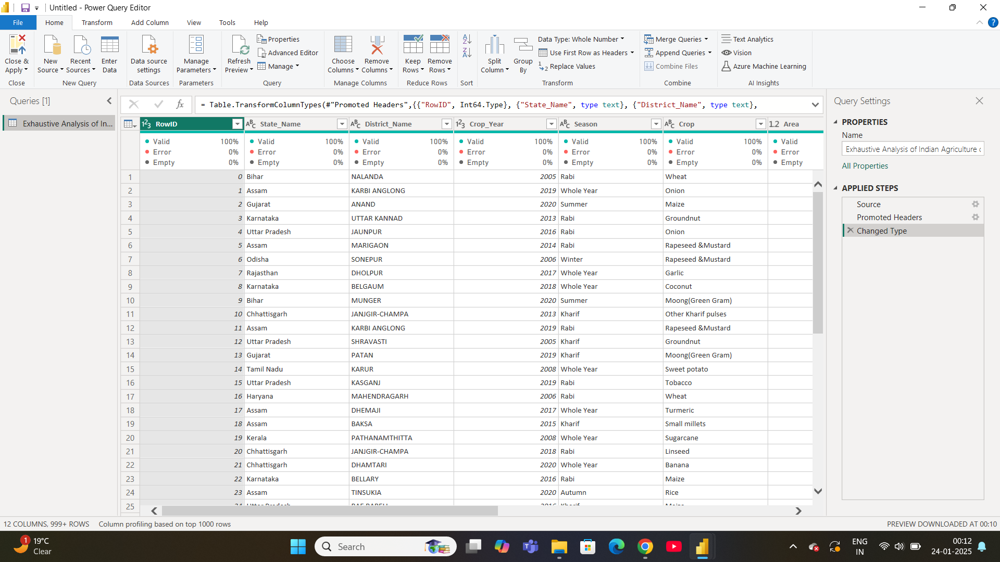 Untitled - Power Query Editor
File Home Transform Add Column View Tools Help
Close & Apply
Close
New Source
Recent Sources
Enter Data
New Query
Data source settings
Data Sources
Manage Parameters
Parameters
Refresh Preview
Properties
Advanced Editor
Manage
Query
Choose Columns
Remove Columns
Manage Columns
Keep Rows
Remove Rows
Reduce Rows
Sort
Split Column
Group By
Data Type: Whole Number
Use First Row as Headers
Replace Values
Transform
Merge Queries
Append Queries
Combine Files
Combine
Text Analytics
Vision
Azure Machine Learning
AI Insights
Queries [1]
Exhaustive Analysis of In...
fx = Table.TransformColumnTypes(#"Promoted Headers",{{"RowID", Int64.Type}, {"State_Name", type text}, {"District_Name", type text},
RowID State_Name District_Name Crop_Year Season Crop 1.2 Area
Valid 100% Valid 100% Valid 100% Valid 100% Valid 100% Valid 100% Valid
Error 0% Error 0% Error 0% Error 0% Error 0% Error 0% Error
Empty 0% Empty 0% Empty 0% Empty 0% Empty 0% Empty 0% Empty
1 0 Bihar NALANDA 2005 Rabi Wheat
2 1 Assam KARBI ANGLONG 2019 Whole Year Onion
3 2 Gujarat ANAND 2020 Summer Maize
4 3 Karnataka UTTAR KANNAD 2013 Rabi Groundnut
5 4 Uttar Pradesh JAUNPUR 2016 Rabi Onion
6 5 Assam MARIGAON 2014 Rabi Rapeseed &Mustard
7 6 Odisha SONEPUR 2006 Winter Rapeseed &Mustard
8 7 Rajasthan DHOLPUR 2017 Whole Year Garlic
9 8 Karnataka BELGAUM 2018 Whole Year Coconut
10 9 Bihar MUNGER 2020 Summer Moong(Green Gram)
11 10 Chhattisgarh JANJGIR-CHAMPA 2013 Kharif Other Kharif pulses
12 11 Assam KARBI ANGLONG 2019 Rabi Rapeseed &Mustard
13 12 Uttar Pradesh SHRAVASTI 2005 Kharif Groundnut
14 13 Gujarat PATAN 2019 Kharif Moong(Green Gram)
15 14 Tamil Nadu KARUR 2008 Whole Year Sweet potato
16 15 Uttar Pradesh KASGANJ 2019 Rabi Tobacco
17 16 Haryana MAHENDRAGARH 2006 Rabi Wheat
18 17 Assam DHEMAJI 2017 Whole Year Turmeric
19 18 Assam BAKSA 2015 Kharif Small millets
20 19 Kerala PATHANAMTHITTA 2008 Whole Year Sugarcane
21 20 Chhattisgarh JANJGIR-CHAMPA 2018 Rabi Linseed
22 21 Chhattisgarh DHAMTARI 2020 Whole Year Banana
23 22 Karnataka BELLARY 2016 Rabi Maize
24 23 Assam TINSUKIA 2020 Autumn Rice
25
Query Settings
PROPERTIES
Name
Exhaustive Analysis of Indian Agriculture
All Properties
APPLIED STEPS
Source
Promoted Headers
Changed Type
12 COLUMNS, 999+ ROWS Column profiling based on top 1000 rows
PREVIEW DOWNLOADED AT 00:10
1
19°C
Clear
Search
ENG
IN
00:12
24-01-2025